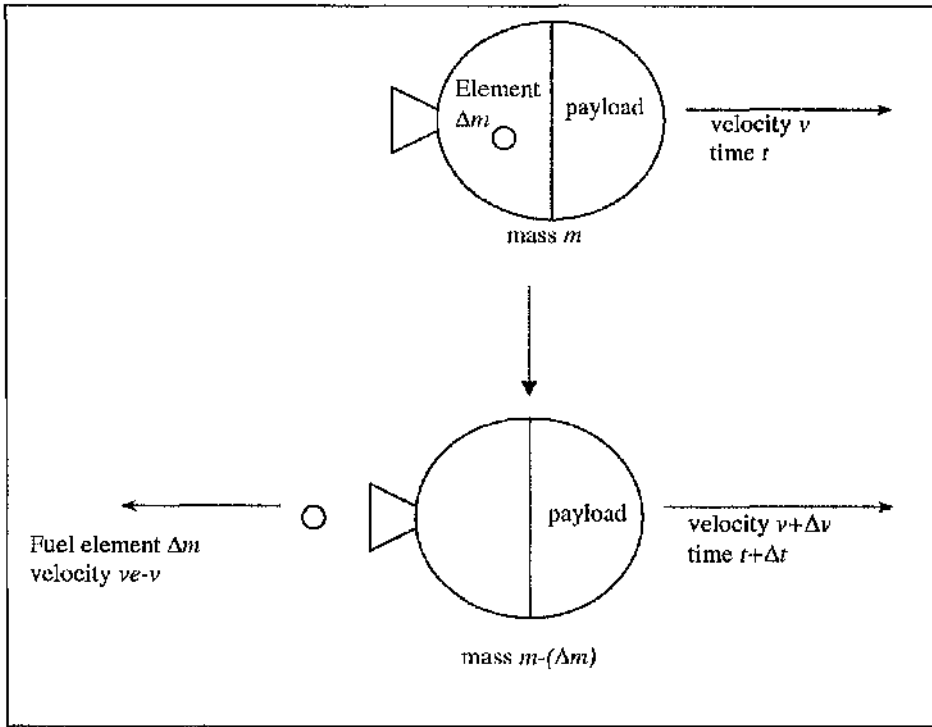 Element
Δm
payload
velocity v
time t
mass m
payload
velocity v+Δv
time t+Δt
Fuel element Δm
velocity ve-v
mass m-(Δm)